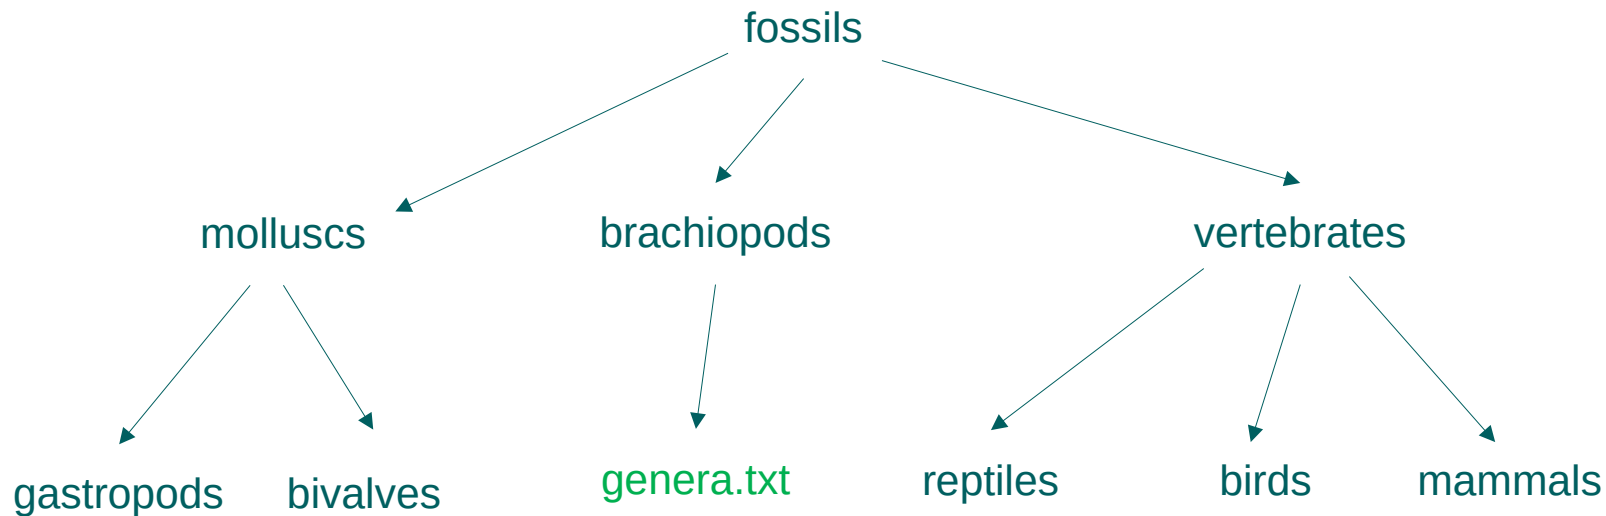 fossils
molluscs
brachiopods
vertebrates
gastropods
bivalves
genera.txt
reptiles
birds
mammals